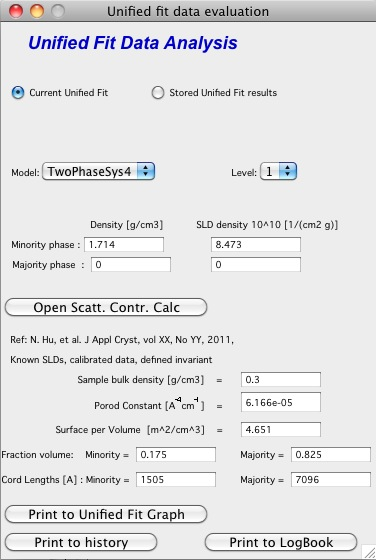 Unified fit data evaluation
Unified Fit Data Analysis
Current Unified Fit Stored Unified Fit results
Model: TwoPhaseSys4 Level: 1
Density [g/cm3] SLD density 10^10 [1/(cm2 g)]
Minority phase : 1.714 8.473
Majority phase : 0 0
Open Scatt. Contr. Calc
Ref: N. Hu, et al. J Appl Cryst, vol XX, No YY, 2011,
Known SLDs, calibrated data, defined invariant
Sample bulk density [g/cm3] = 0.3
Porod Constant [A⁻⁴cm⁻¹] = 6.166e-05
Surface per Volume [m^2/cm^3] = 4.651
Fraction volume: Minority = 0.175 Majority = 0.825
Cord Lengths [A] : Minority = 1505 Majority = 7096
Print to Unified Fit Graph
Print to history Print to LogBook